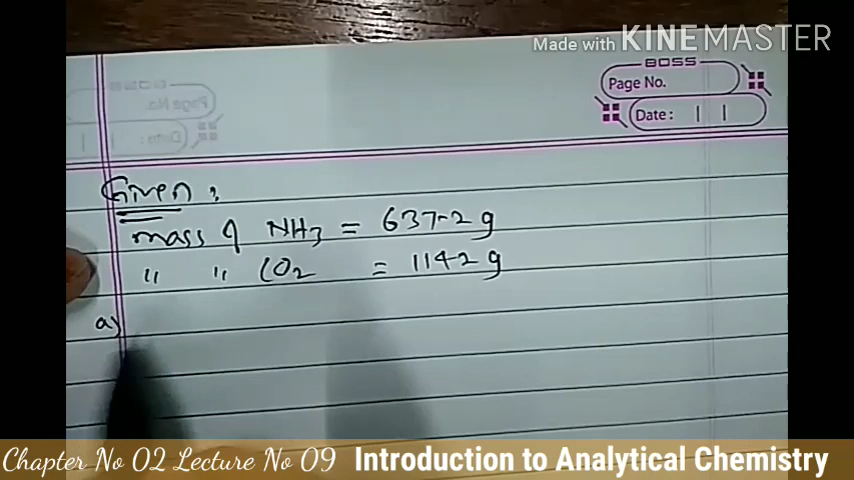 Made with KINEMASTER
BOSS
Page No.
Date: | |
Given:
mass of NH3 = 637.2 g
" " CO2 = 1142 g
a)
Chapter No 02 Lecture No 09 Introduction to Analytical Chemistry